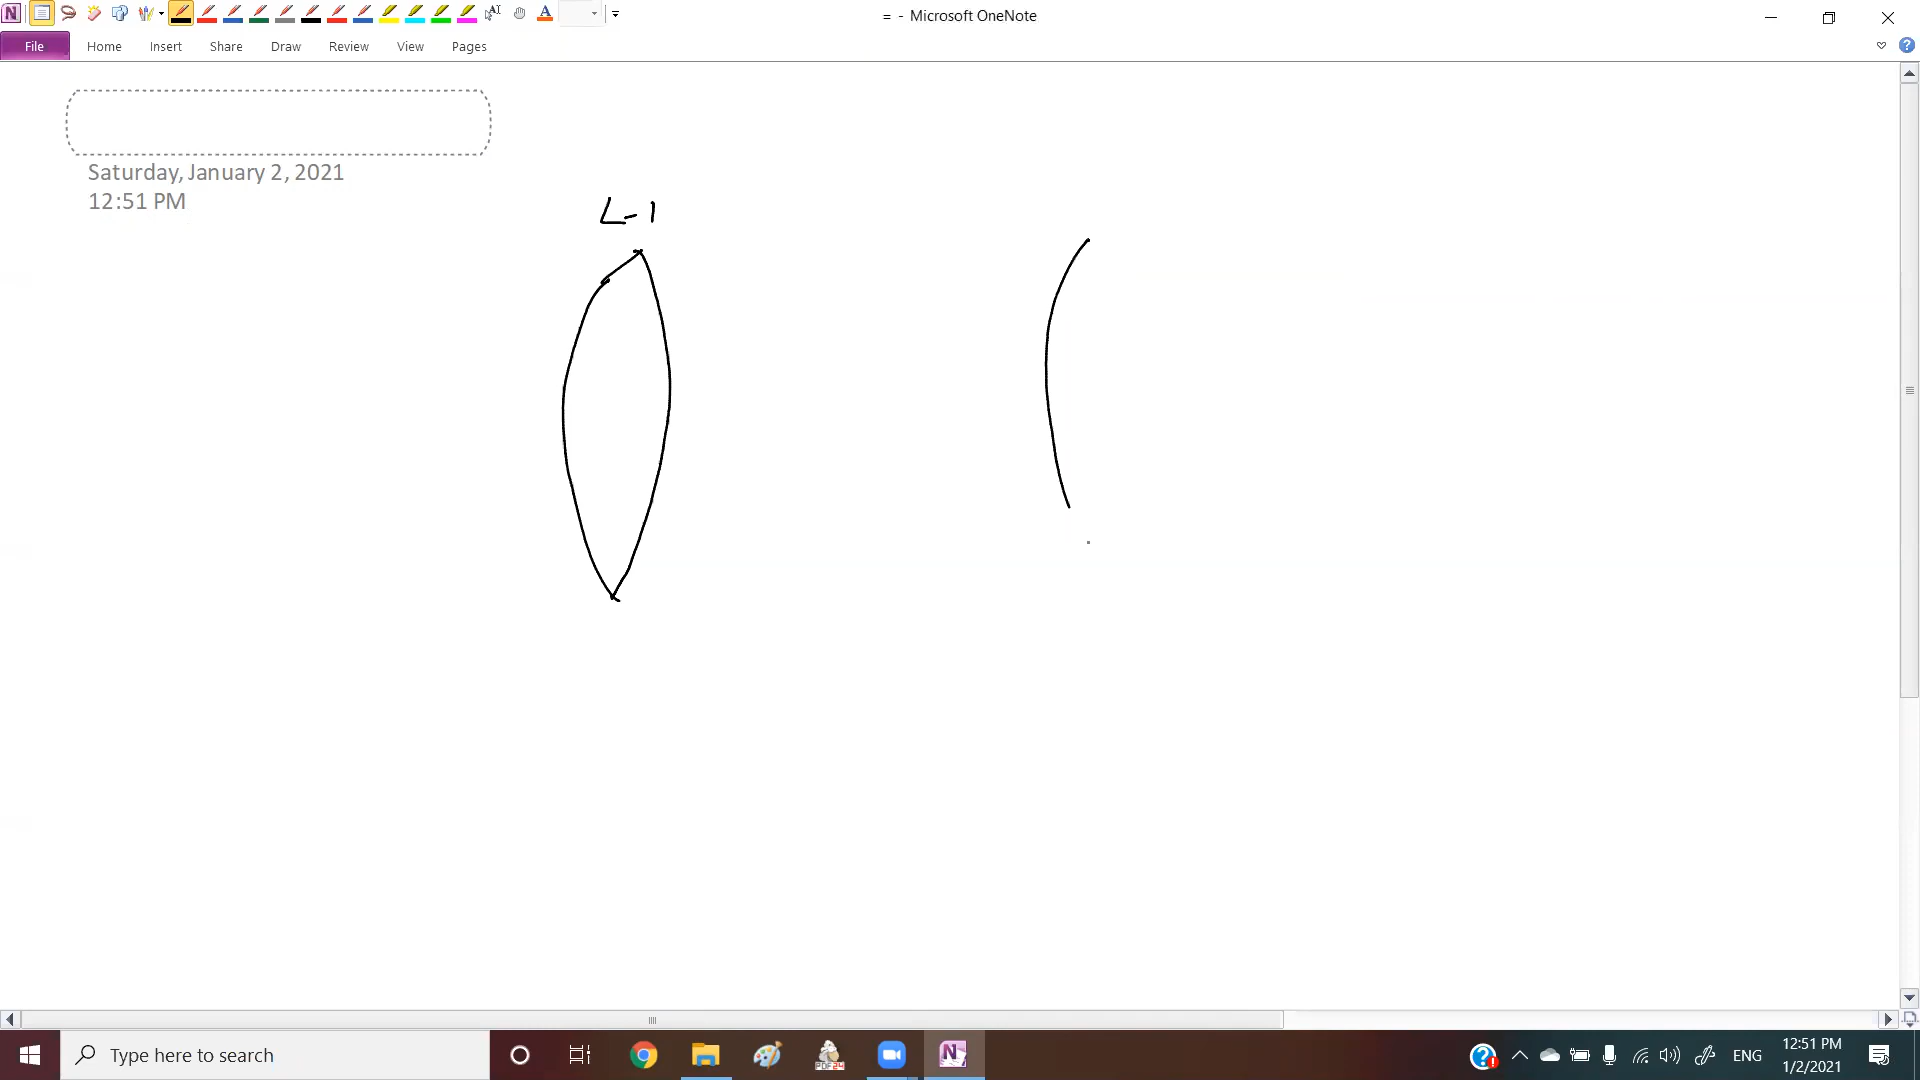 = - Microsoft OneNote
File Home Insert Share Draw Review View Pages
Saturday, January 2, 2021
12:51 PM
L-1
Type here to search
PDF24
ENG
12:51 PM
1/2/2021